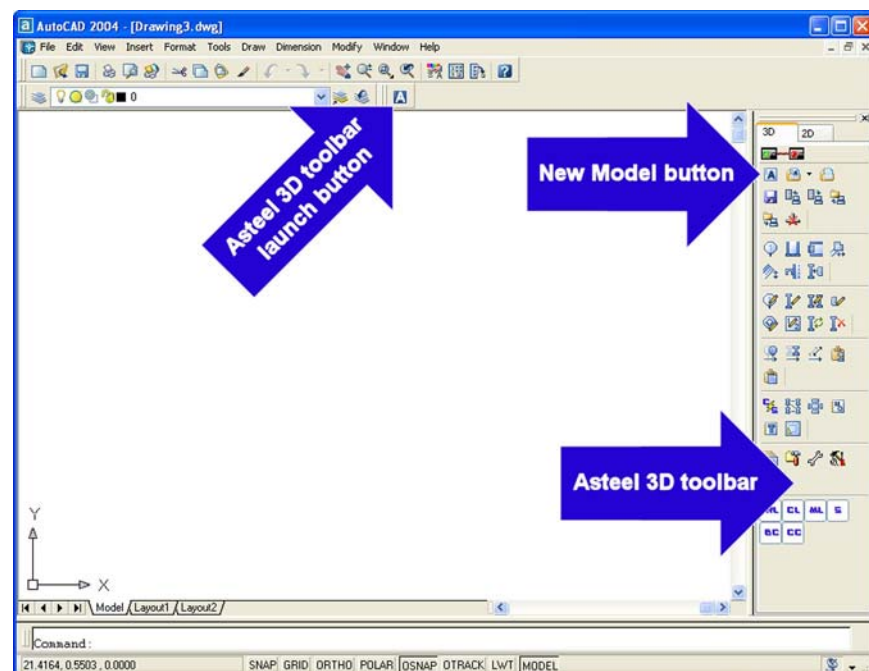 AutoCAD 2004 - [Drawing3.dwg]
File Edit View Insert Format Tools Draw Dimension Modify Window Help
0
A
Asteel 3D toolbar
launch button
3D 2D
New Model button
A
Asteel 3D toolbar
CL ML S
BC CC
Y
X
Model Layout1 Layout2
Command:
21.4164, 0.5503 , 0.0000 SNAP GRID ORTHO POLAR OSNAP OTRACK LWT MODEL